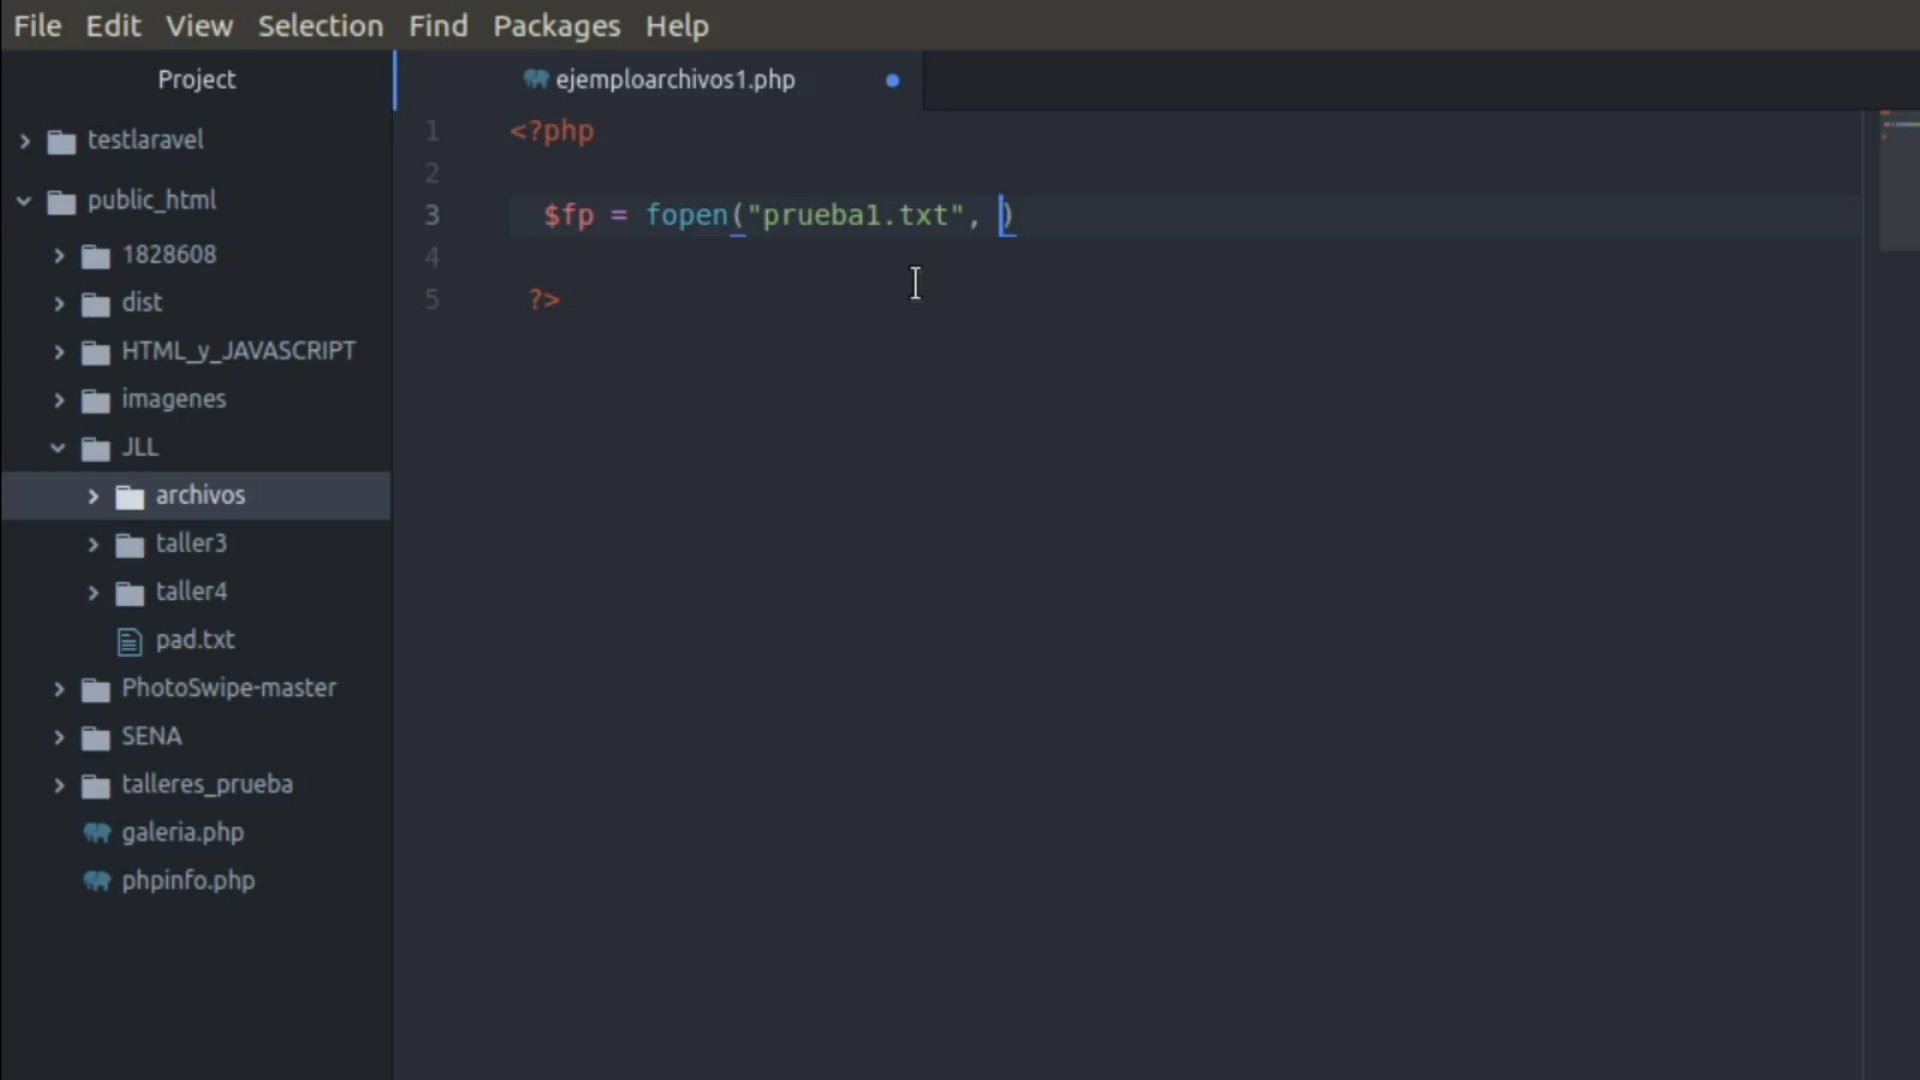 File Edit View Selection Find Packages Help
Project
testlaravel
public_html
1828608
dist
HTML_y_JAVASCRIPT
imagenes
JLL
archivos
taller3
taller4
pad.txt
PhotoSwipe-master
SENA
talleres_prueba
galeria.php
phpinfo.php
ejemploarchivos1.php
1 <?php
2
3 $fp = fopen("prueba1.txt", )
4
5 ?>